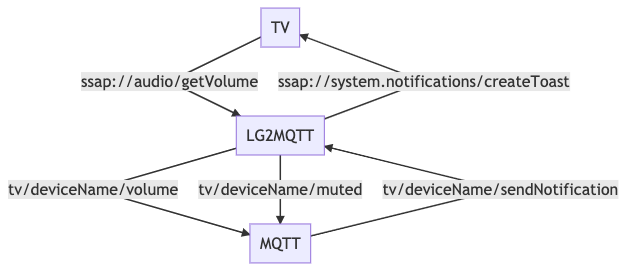 TV
ssap://audio/getVolume
ssap://system.notifications/createToast
LG2MQTT
tv/deviceName/volume
tv/deviceName/muted
tv/deviceName/sendNotification
MQTT